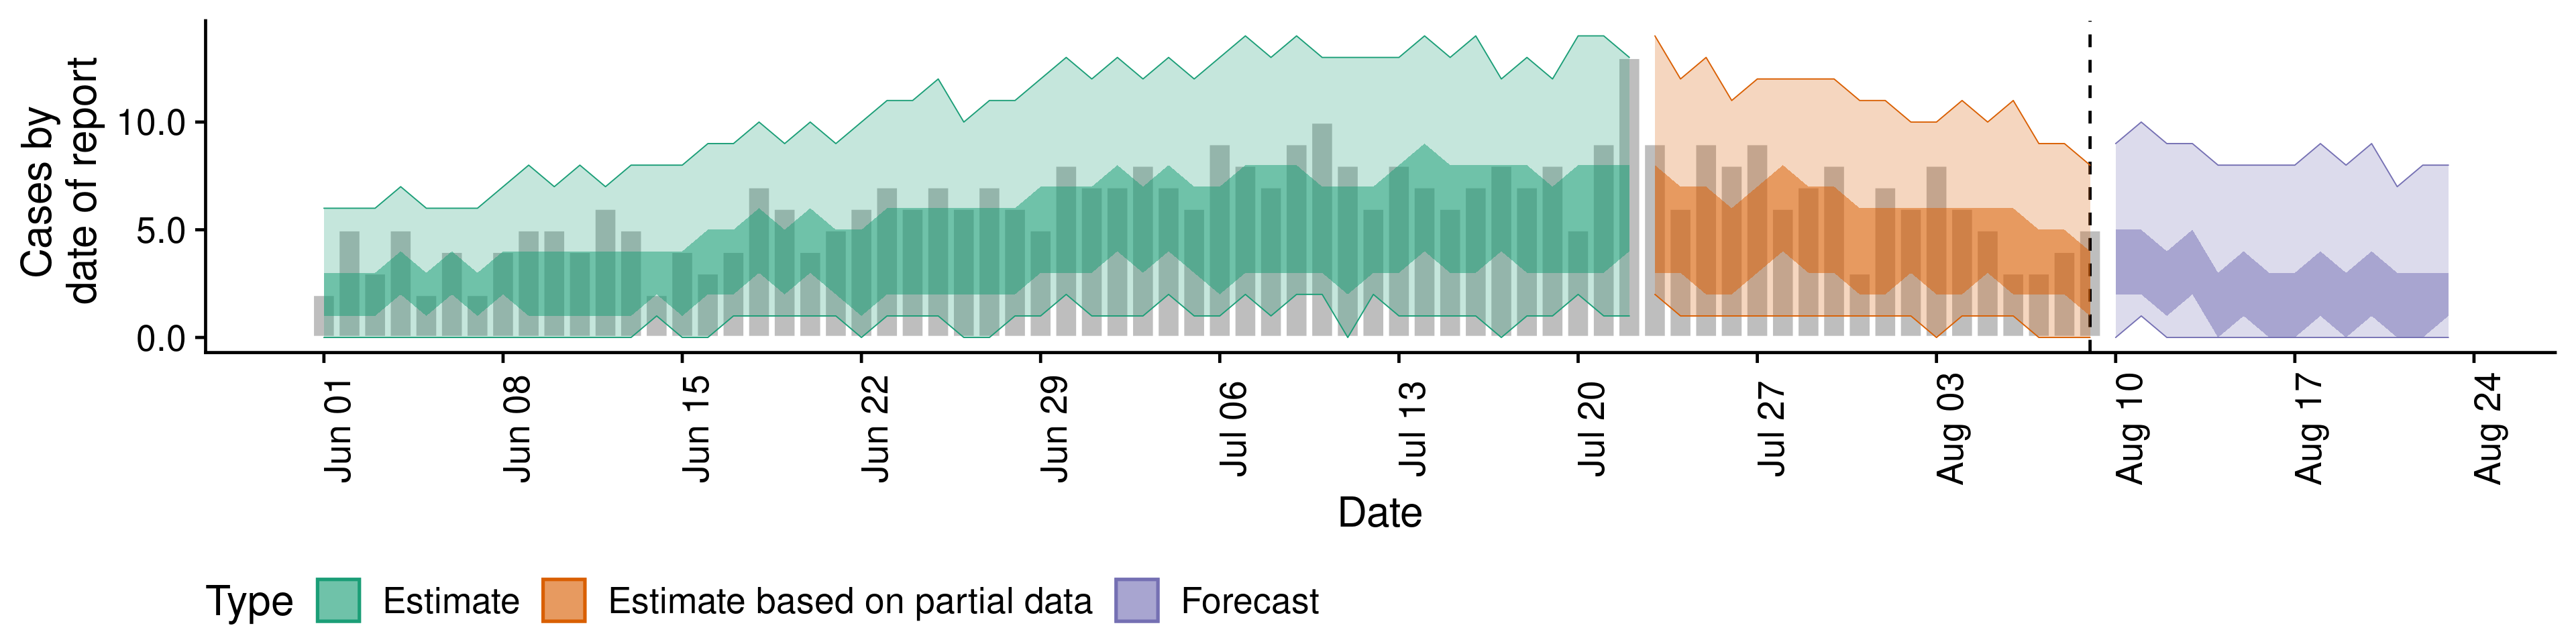 Cases by
date of report
10.0
5.0
0.0
Jun 01
Jun 08
Jun 15
Jun 22
Jun 29
Jul 06
Jul 13
Jul 20
Jul 27
Aug 03
Aug 10
Aug 17
Aug 24
Date
Type Estimate Estimate based on partial data Forecast